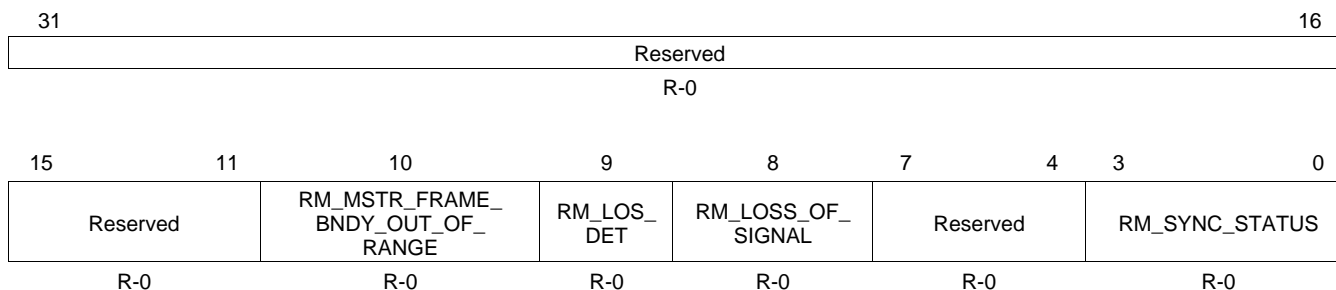 31 16
Reserved
R-0
15 11 10 9 8 7 4 3 0
Reserved RM_MSTR_FRAME_ BNDY_OUT_OF_ RANGE RM_LOS_ DET RM_LOSS_OF_ SIGNAL Reserved RM_SYNC_STATUS
R-0 R-0 R-0 R-0 R-0 R-0